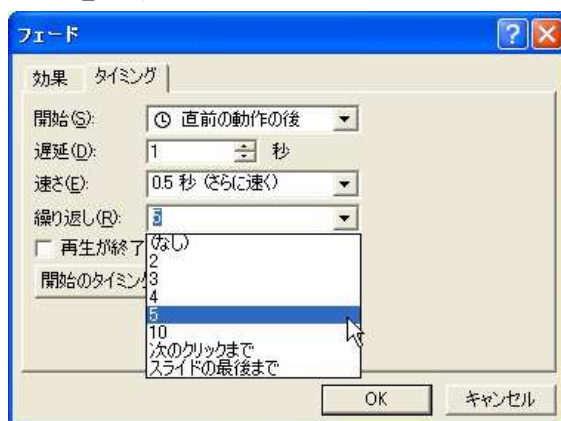 フェード
効果 タイミング
開始(S): 直前の動作の後
遅延(D): 1 秒
速さ(E): 0.5 秒 (さらに速く)
繰り返し(R): 5
再生が終了
(なし)
2
開始のタイミング
3
4
5
10
次のクリックまで
スライドの最後まで
OK キャンセル